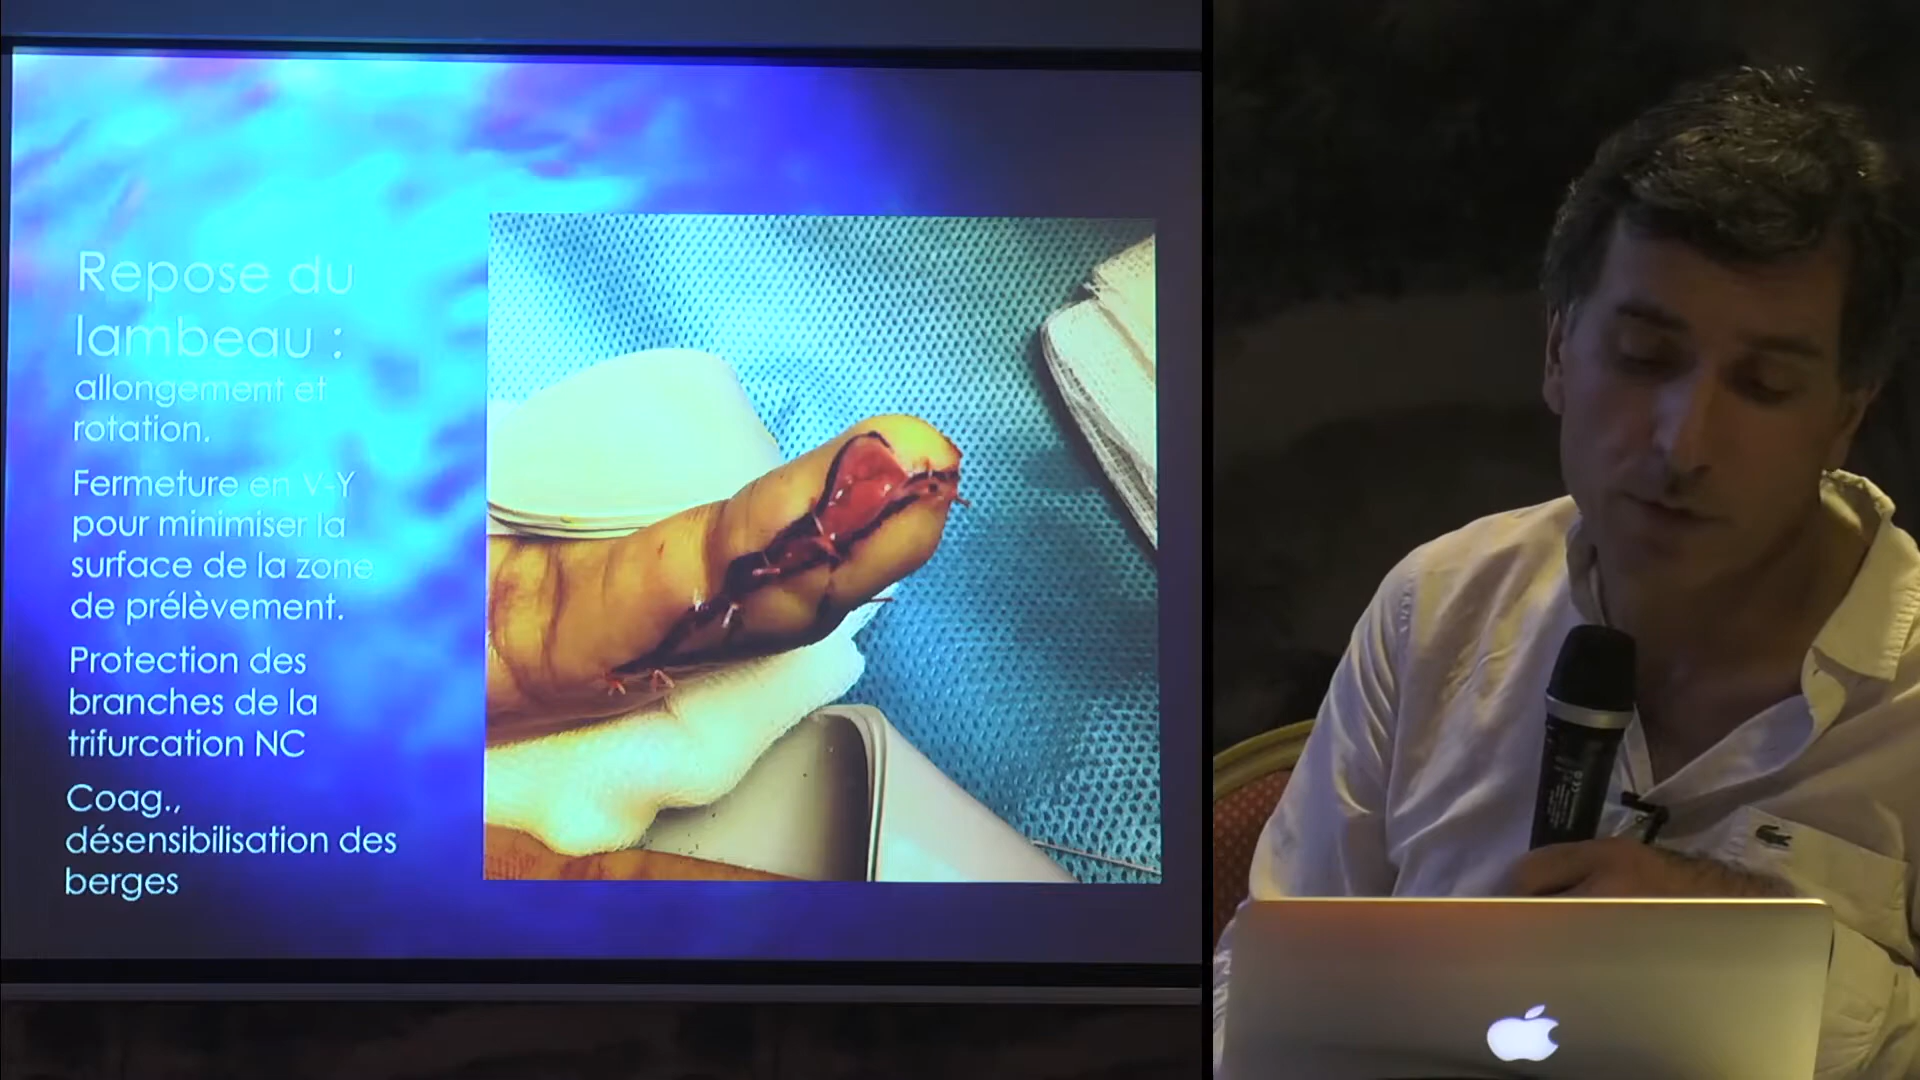 Repose du
lambeau :
allongement et
rotation.
Fermeture en V-Y
pour minimiser la
surface de la zone
de prélèvement.
Protection des
branches de la
trifurcation NC
Coag.,
désensibilisation des
berges